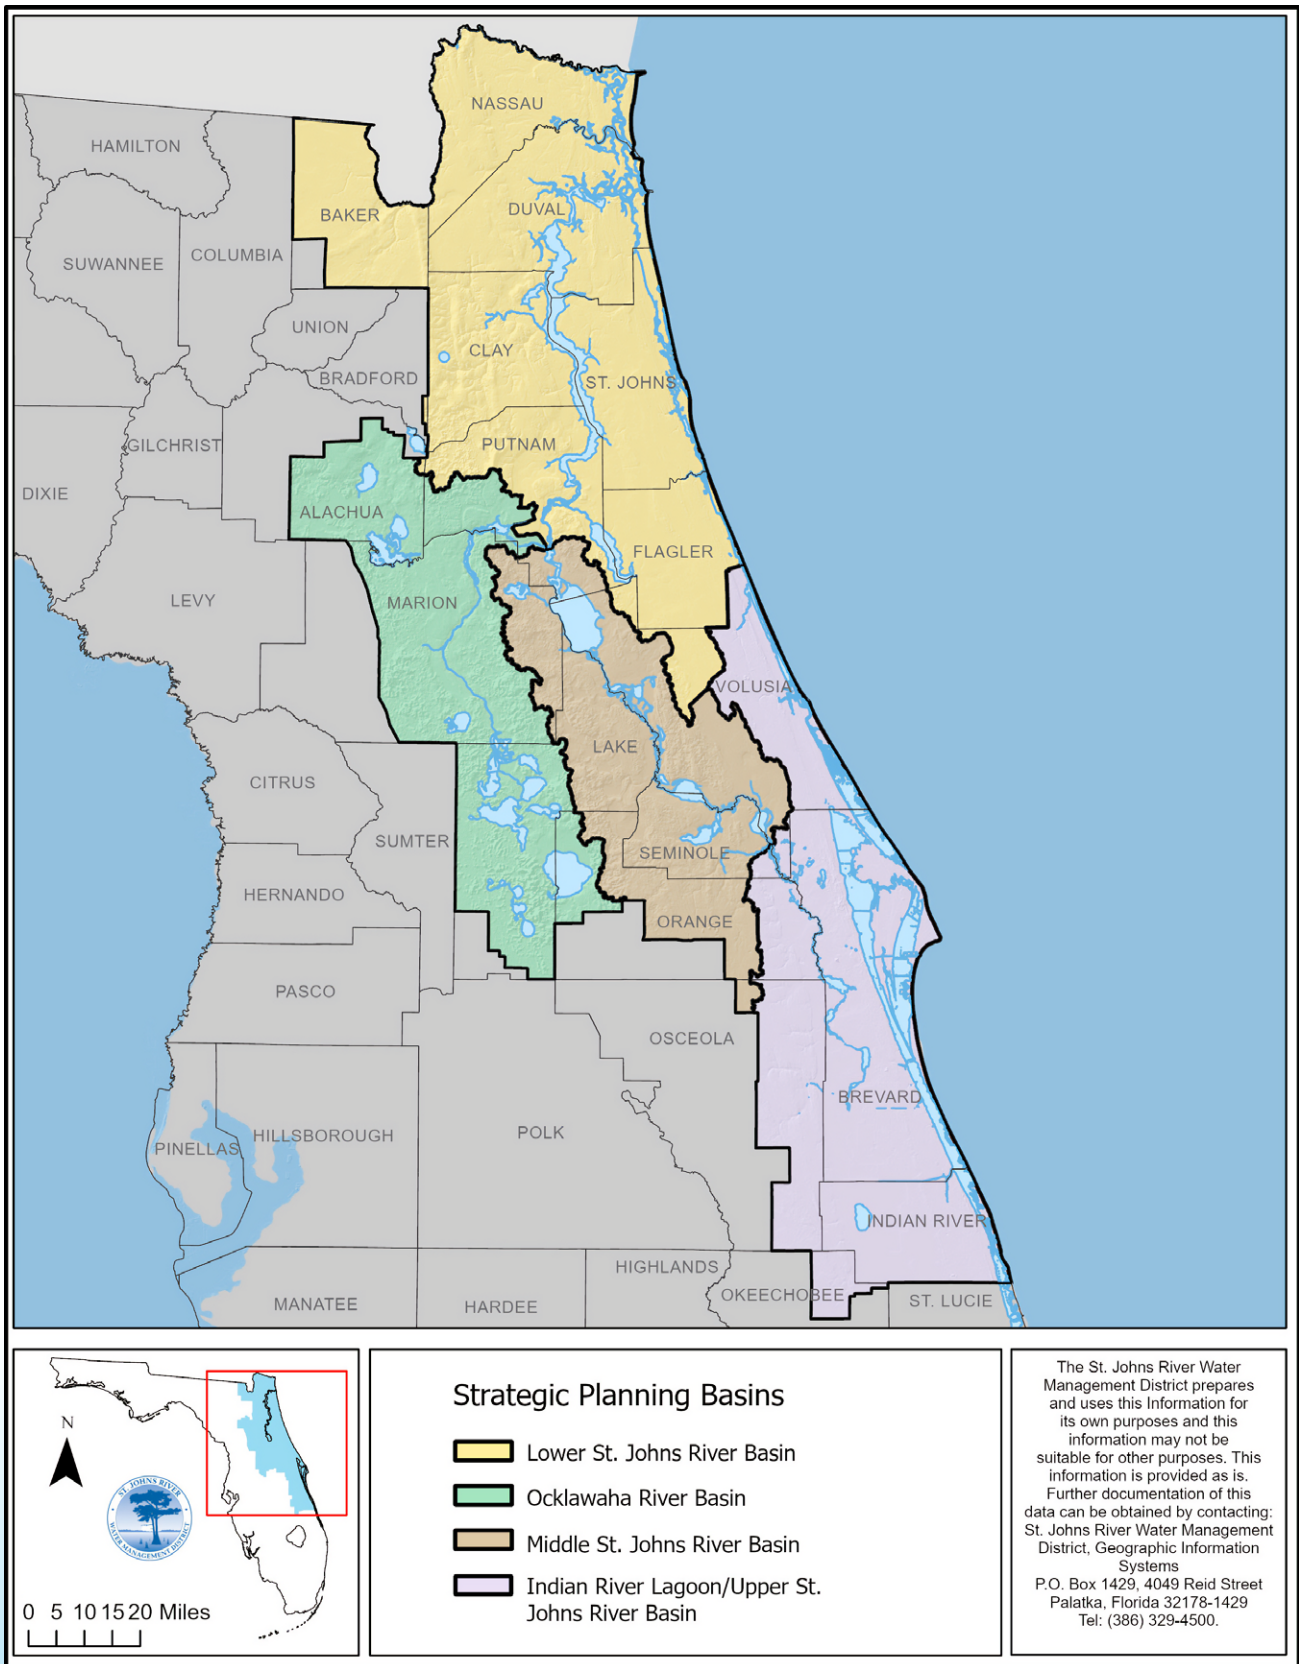 NASSAU
HAMILTON
BAKER
DUVAL
COLUMBIA
SUWANNEE
UNION
CLAY
BRADFORD
ST. JOHNS
PUTNAM
GILCHRIST
DIXIE
ALACHUA
FLAGLER
LEVY
MARION
VOLUSIA
LAKE
CITRUS
SUMTER
SEMINOLE
HERNANDO
ORANGE
PASCO
OSCEOLA
BREVARD
POLK
HILLSBOROUGH
PINELLAS
INDIAN RIVER
HIGHLANDS
OKEECHOBEE
ST. LUCIE
MANATEE
HARDEE
N
ST. JOHNS RIVER
WATER MANAGEMENT DISTRICT
0 5 10 15 20 Miles
Strategic Planning Basins
Lower St. Johns River Basin
Ocklawaha River Basin
Middle St. Johns River Basin
Indian River Lagoon/Upper St.
Johns River Basin
The St. Johns River Water
Management District prepares
and uses this Information for
its own purposes and this
information may not be
suitable for other purposes. This
information is provided as is.
Further documentation of this
data can be obtained by contacting:
St. Johns River Water Management
District, Geographic Information
Systems
P.O. Box 1429, 4049 Reid Street
Palatka, Florida 32178-1429
Tel: (386) 329-4500.